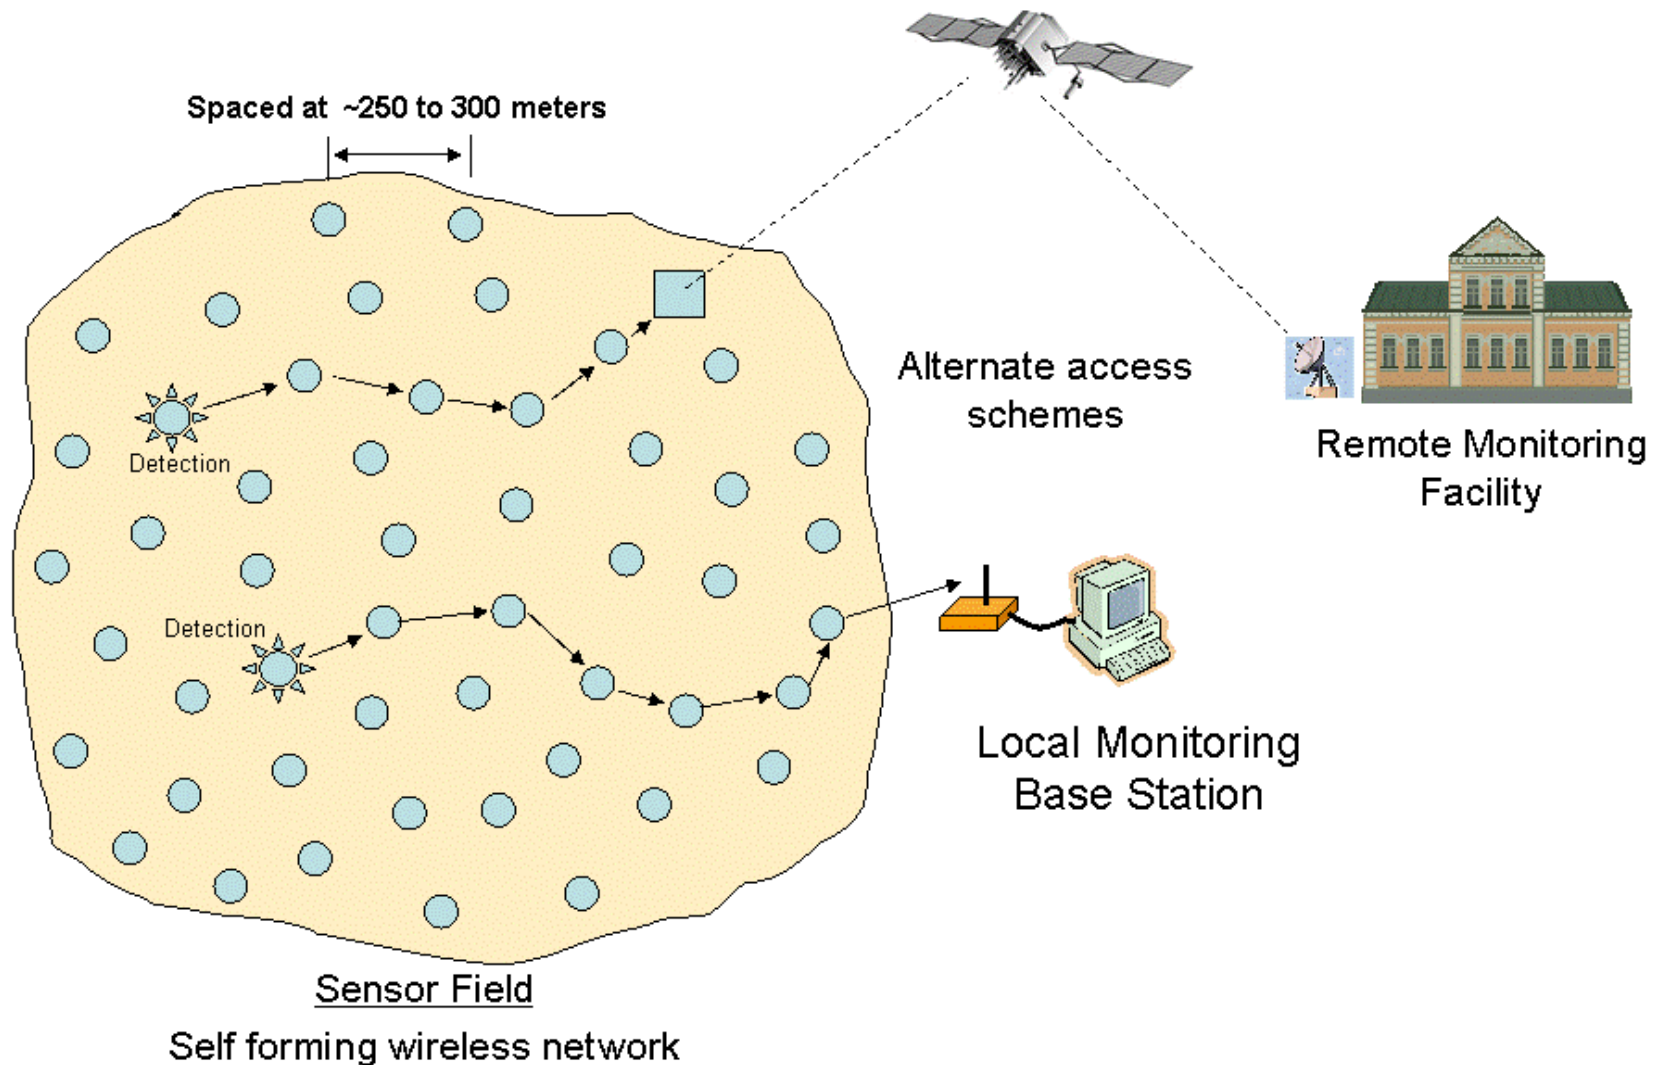 Spaced at ~250 to 300 meters
Alternate access
schemes
Remote Monitoring
Facility
Detection
Detection
Local Monitoring
Base Station
Sensor Field
Self forming wireless network